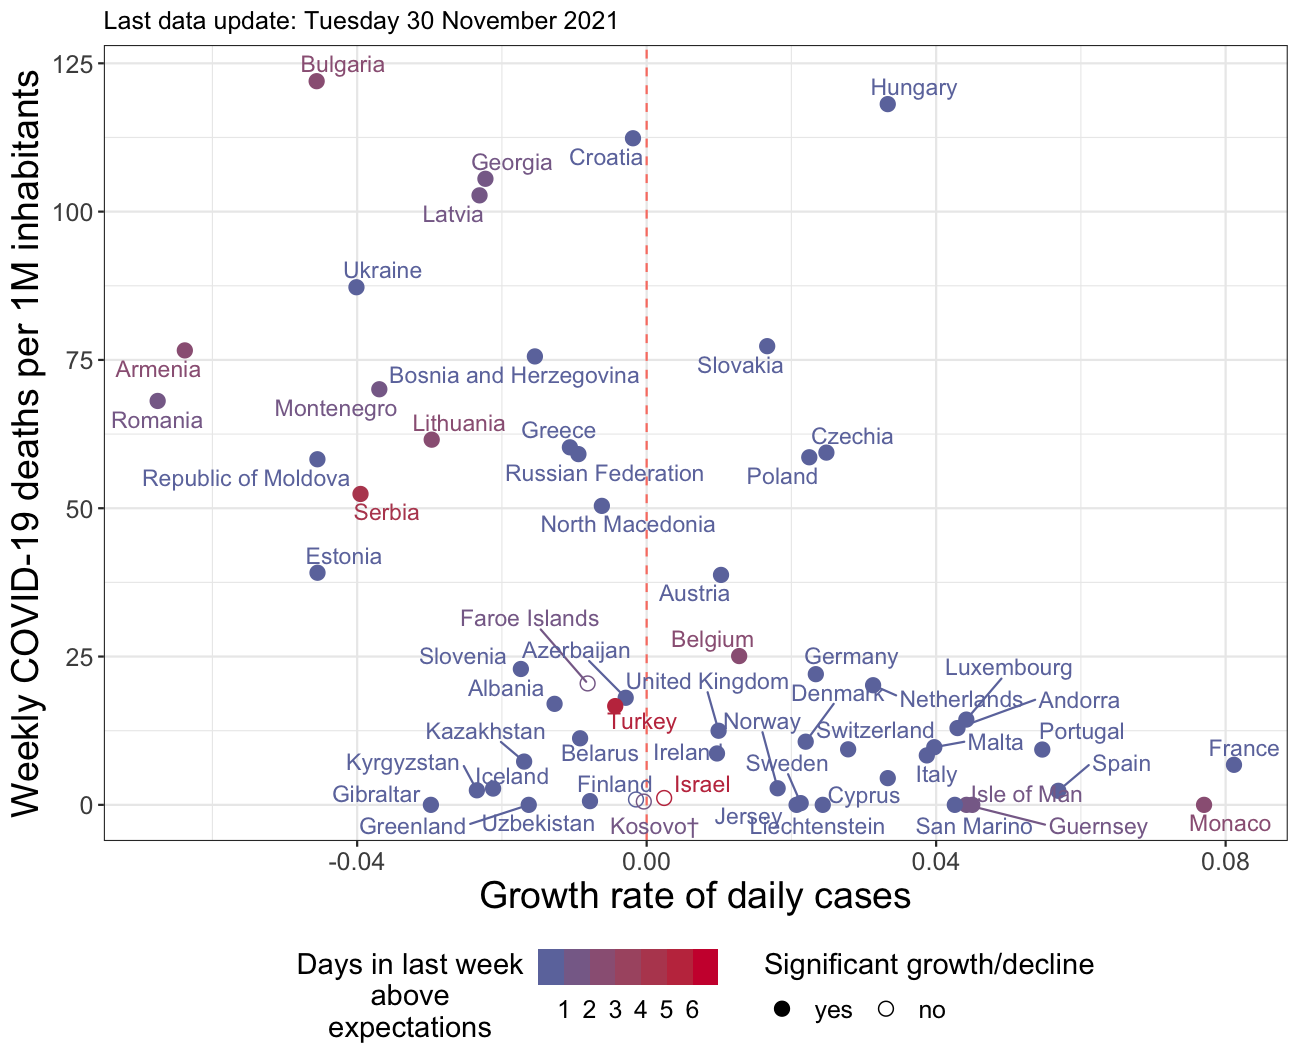 Last data update: Tuesday 30 November 2021
Weekly COVID-19 deaths per 1M inhabitants
125
Bulgaria
Hungary
Croatia
Georgia
100
Latvia
Ukraine
75
Slovakia
Armenia
Bosnia and Herzegovina
Montenegro
Romania
Lithuania
Greece
Czechia
Republic of Moldova
Russian Federation
Poland
50
Serbia
North Macedonia
Estonia
Austria
Faroe Islands
Belgium
25
Slovenia
Azerbaijan
Germany
Luxembourg
Albania
United Kingdom
Denmark
Netherlands
Andorra
Turkey
Norway
Kazakhstan
Switzerland
Portugal
Belarus
Ireland
Malta
France
Kyrgyzstan
Sweden
Spain
Iceland
Italy
Finland
Israel
Gibraltar
Cyprus
Isle of Man
0
Greenland
Uzbekistan
Kosovo†
Jersey
Liechtenstein
San Marino
Guernsey
Monaco
-0.04
0.00
0.04
0.08
Growth rate of daily cases
Days in last week
above
expectations
1 2 3 4 5 6
Significant growth/decline
yes
no